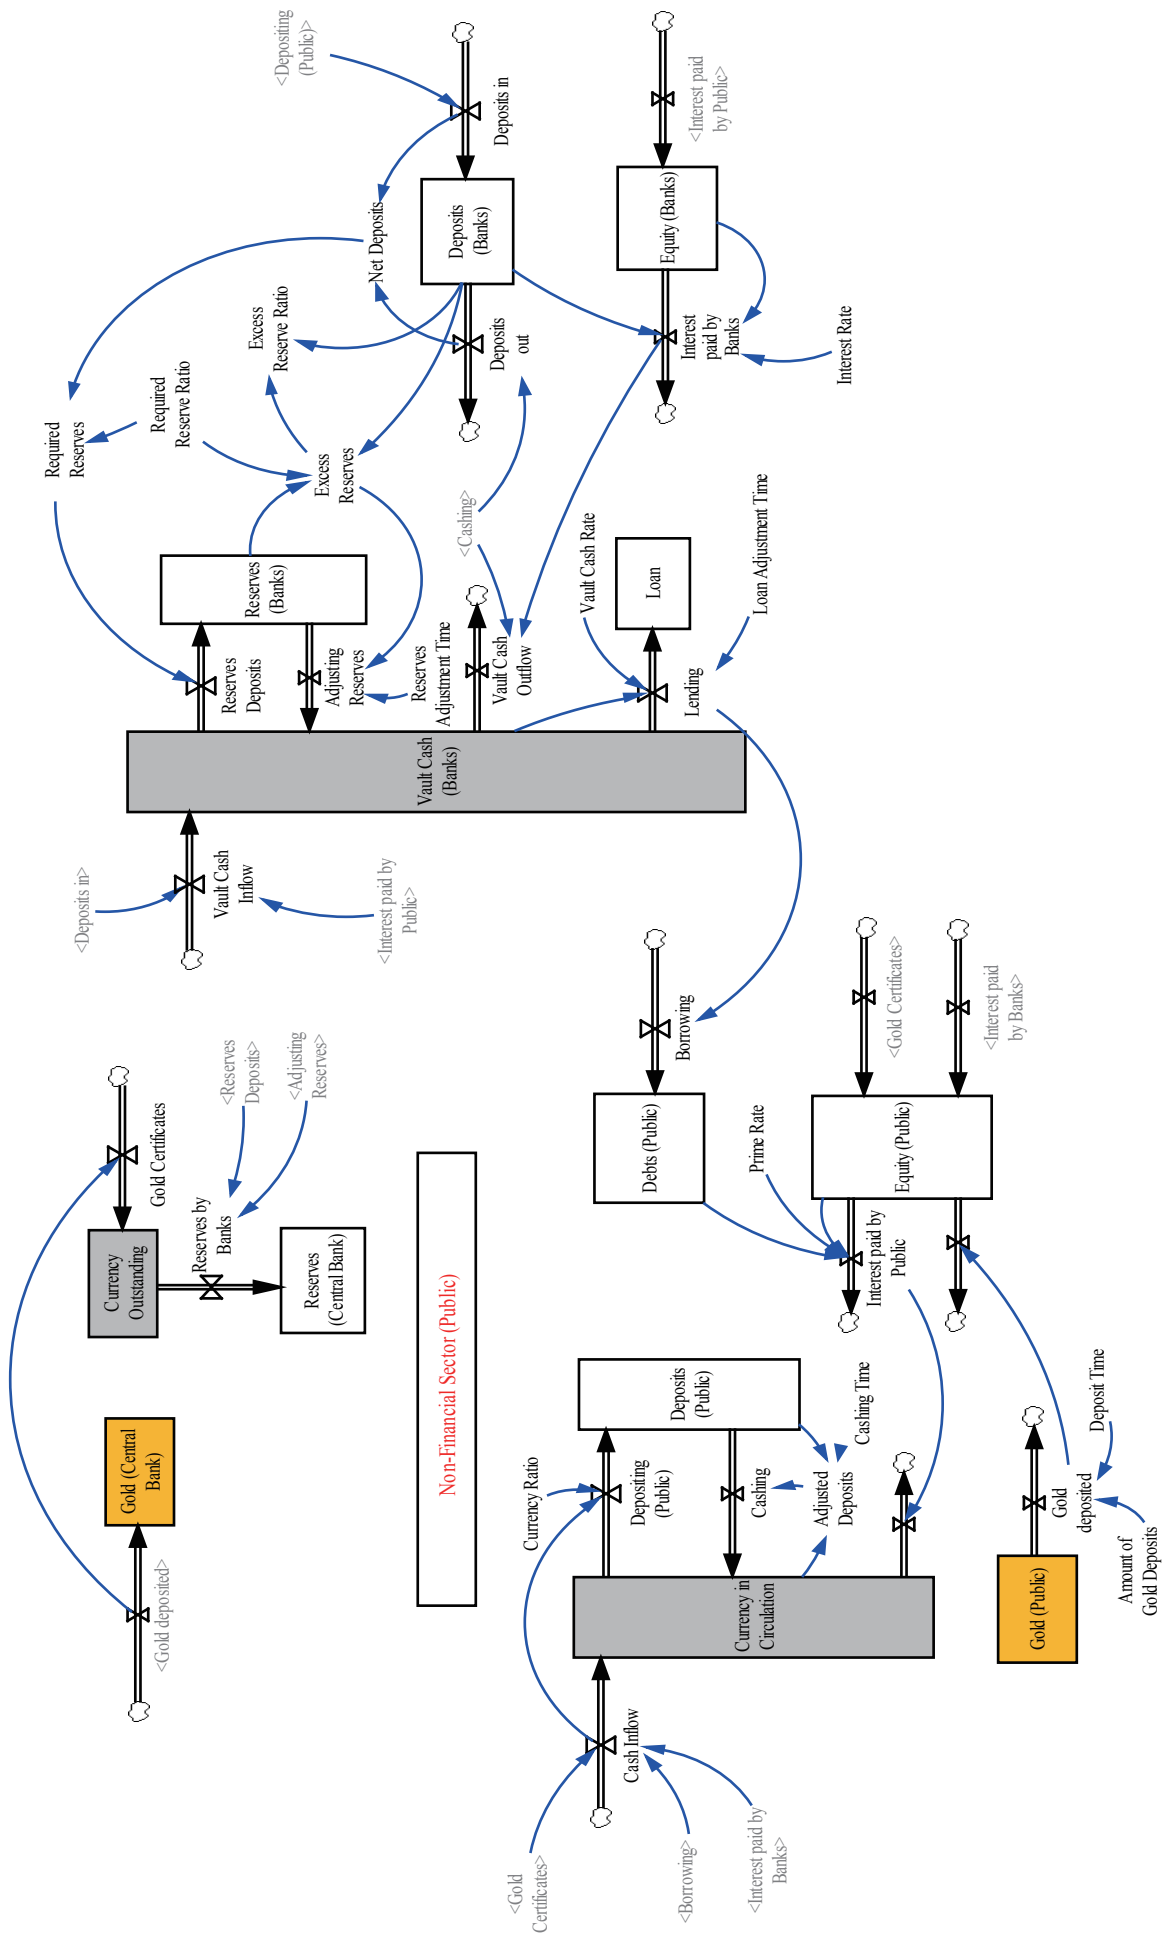 <Gold deposited>
Gold (Central
Bank)
Currency
Outstanding
Gold Certificates
Reserves by
Banks
Reserves
(Central Bank)
<Reserves
Deposits>
<Adjusting
Reserves>
<Deposits in>
Vault Cash
Inflow
<Interest paid by
Public>
Vault Cash
(Banks)
Reserves
Deposits
Adjusting
Reserves
Reserves
Adjustment Time
Vault Cash
Outflow
Lending
Reserves
(Banks)
Required
Reserves
Required
Reserve Ratio
Excess
Reserves
Excess
Reserve Ratio
<Cashing>
Vault Cash Rate
Loan
Loan Adjustment Time
Net Deposits
Deposits
out
Deposits
(Banks)
Deposits in
<Depositing
(Public)>
Interest
paid by
Banks
Interest Rate
Equity (Banks)
<Interest paid
by Public>
Non-Financial Sector (Public)
<Gold
Certificates>
<Borrowing>
<Interest paid by
Banks>
Cash Inflow
Currency in
Circulation
Currency Ratio
Depositing
(Public)
Cashing
Adjusted
Deposits
Cashing Time
Deposits
(Public)
Debts (Public)
Borrowing
Prime Rate
Interest paid by
Public
Equity (Public)
<Gold Certificates>
<Interest paid
by Banks>
Gold (Public)
Gold
deposited
Deposit Time
Amount of
Gold Deposits